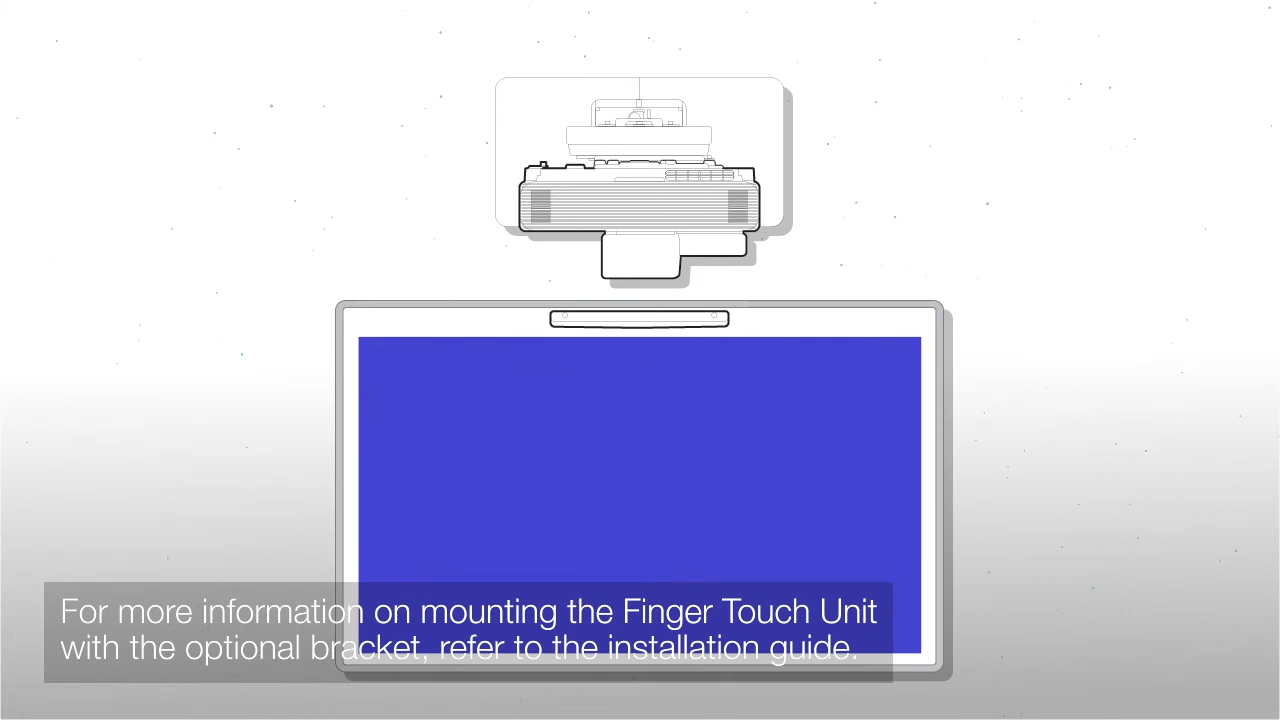 For more information on mounting the Finger Touch Unit
with the optional bracket, refer to the installation guide.